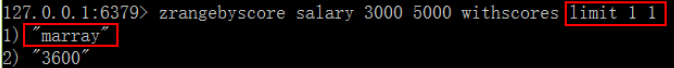 127.0.0.1:6379> zrangebyscore salary 3000 5000 withscores limit 1 1
1) "marray"
2) "3600"